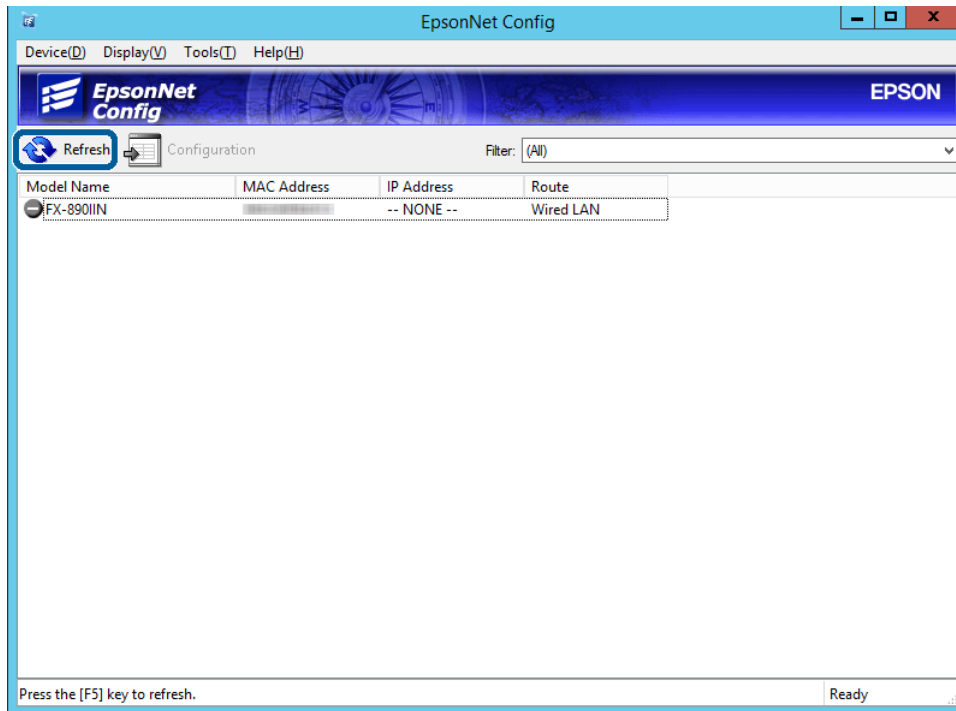 EpsonNet Config
Device(D) Display(V) Tools(T) Help(H)
EpsonNet
Config
EPSON
Refresh Configuration Filter: (All)
Model Name MAC Address IP Address Route
FX-890IIN -- NONE -- Wired LAN
Press the [F5] key to refresh. Ready